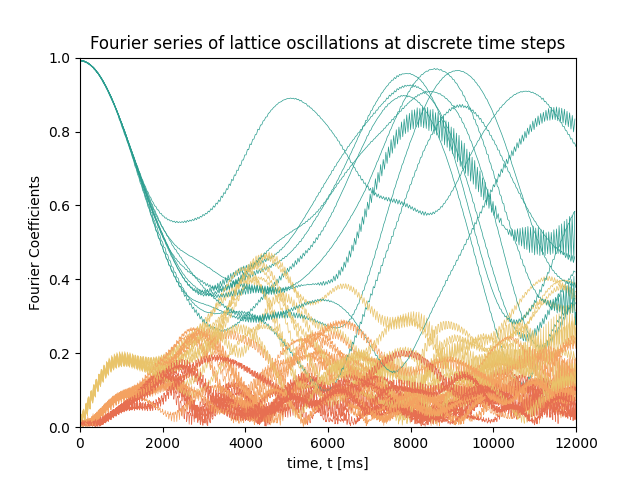 Fourier series of lattice oscillations at discrete time steps
1.0
0.8
0.6
0.4
0.2
0.0
Fourier Coefficients
0 2000 4000 6000 8000 10000 12000
time, t [ms]